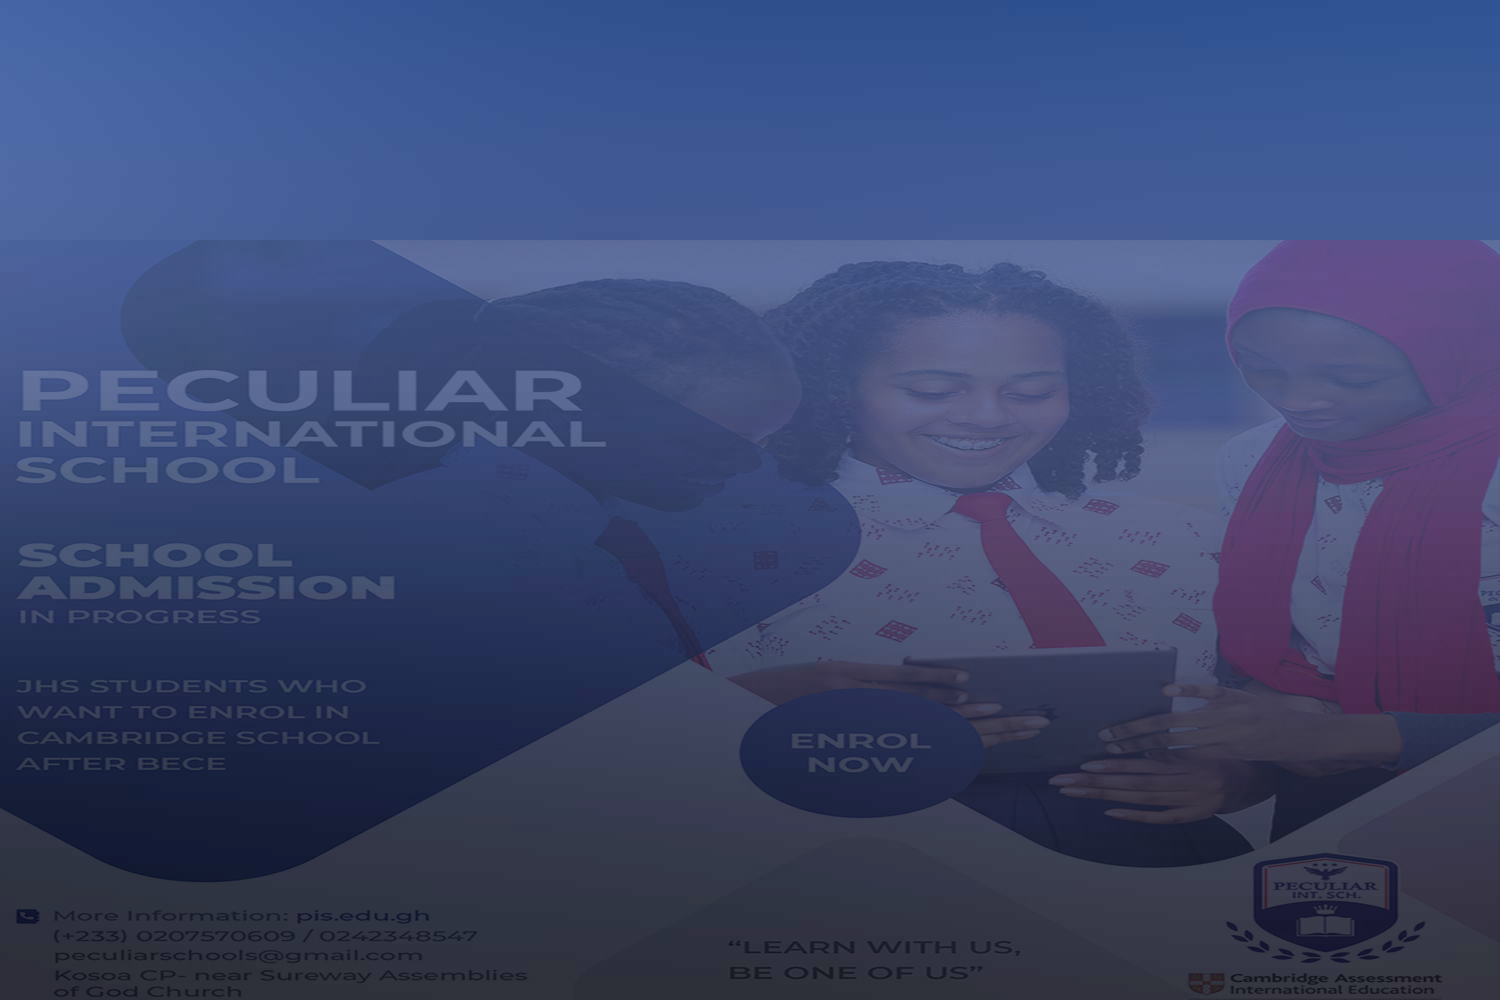 PECULIAR
INTERNATIONAL
SCHOOL
SCHOOL
ADMISSION
IN PROGRESS
JHS STUDENTS WHO
WANT TO ENROL IN
CAMBRIDGE SCHOOL
AFTER BECE
ENROL
NOW
More Information: pis.edu.gh
(+233) 0207570609 / 0242348547
peculiarschools@gmail.com
Kosoa CP- near Sureway Assemblies
of God Church
“LEARN WITH US,
BE ONE OF US”
PECULIAR
INT. SCH.
Cambridge Assessment
International Education